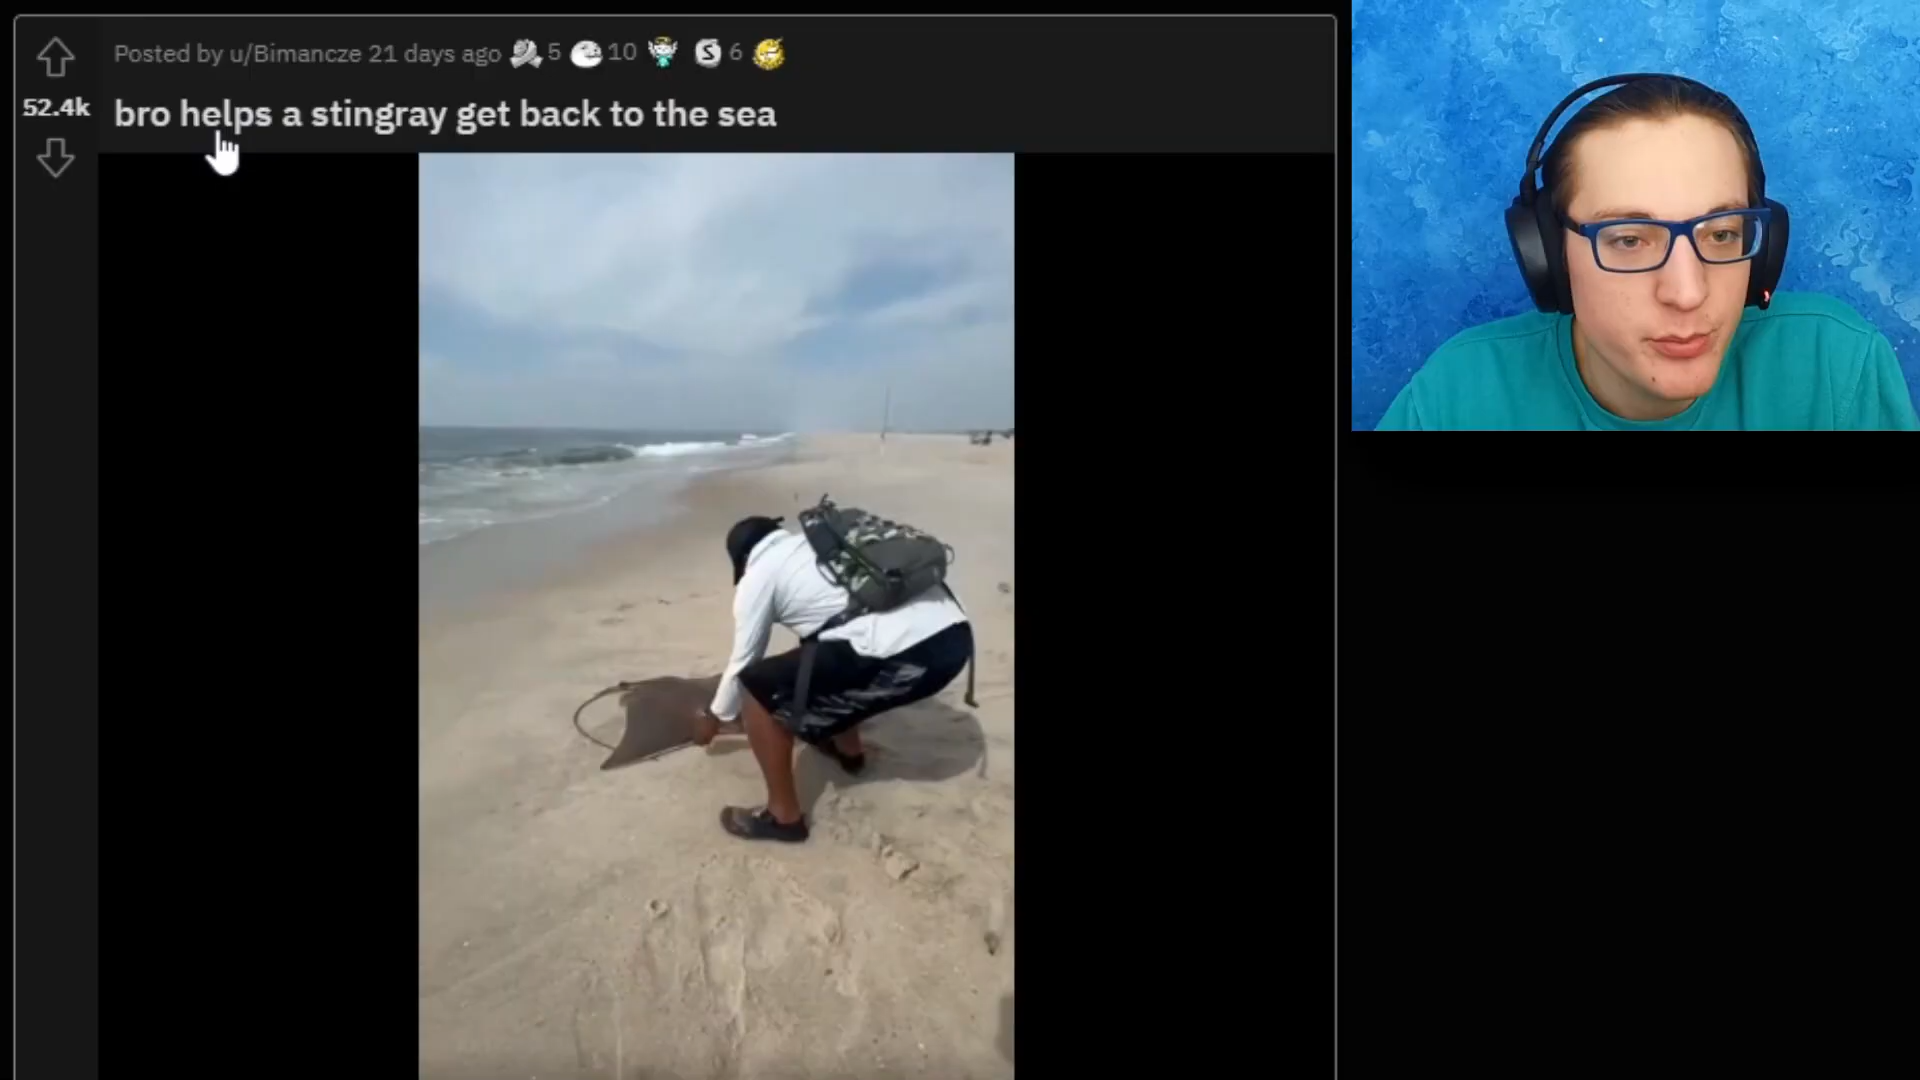 Posted by u/Bimancze 21 days ago 5 10 S 6
52.4k
bro helps a stingray get back to the sea